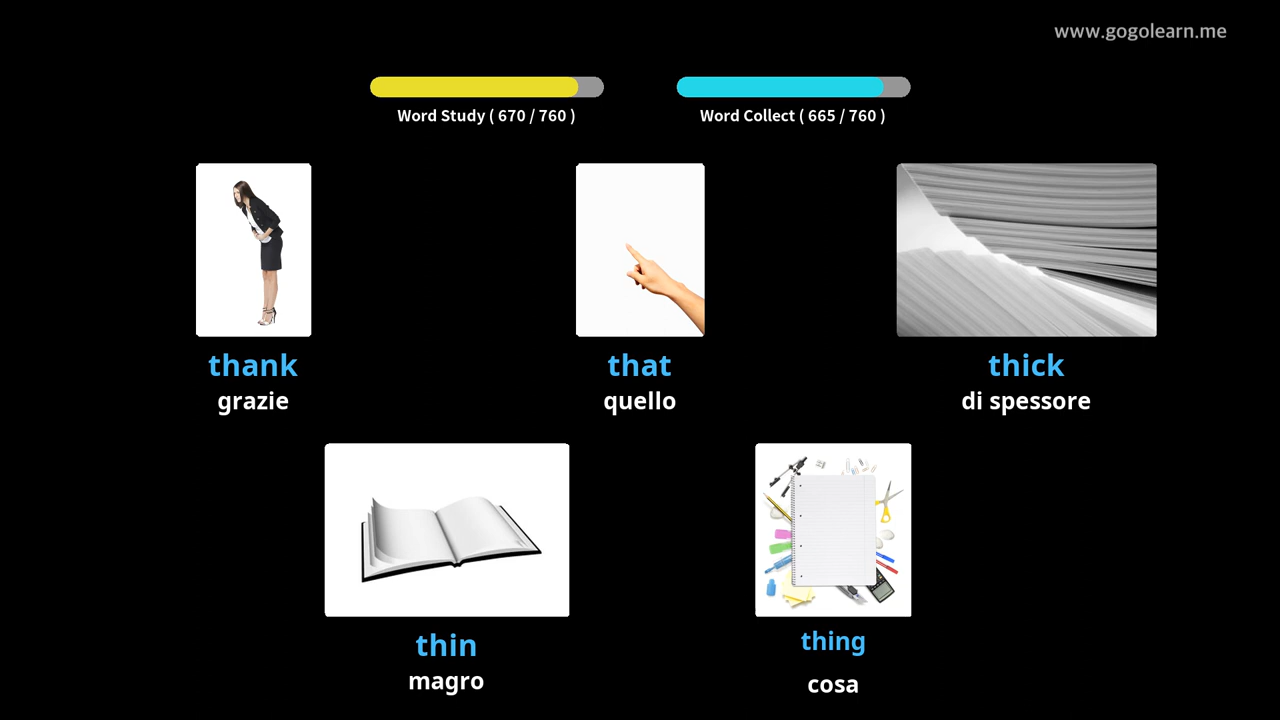 www.gogolearn.me
Word Study ( 670 / 760 )
Word Collect ( 665 / 760 )
thank
grazie
that
quello
thick
di spessore
thin
magro
thing
cosa